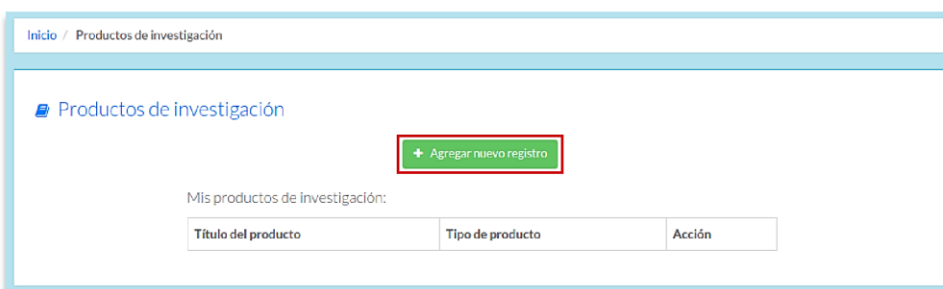 Inicio / Productos de investigación
Productos de investigación
+ Agregar nuevo registro
Mis productos de investigación:
Título del producto Tipo de producto Acción